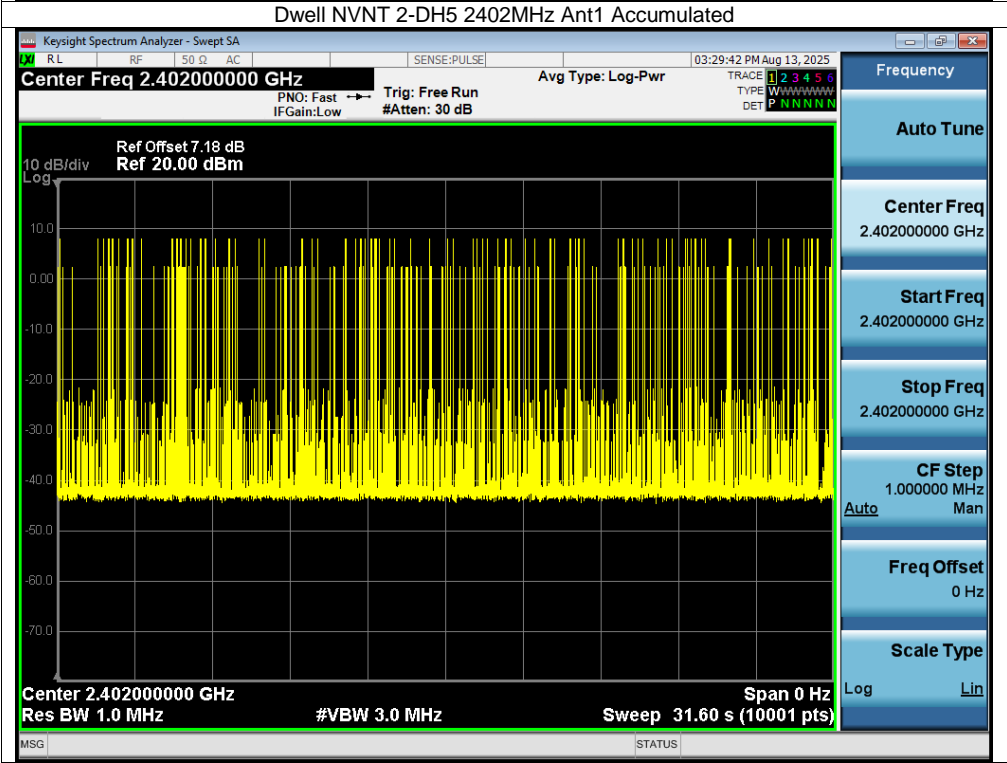 Dwell NVNT 2-DH5 2402MHz Ant1 Accumulated
Keysight Spectrum Analyzer - Swept SA
LXI RL RF 50 Ω AC SENSE:PULSE 03:29:42 PM Aug 13, 2025
Center Freq 2.402000000 GHz Avg Type: Log-Pwr TRACE 1 2 3 4 5 6
PNO: Fast Trig: Free Run TYPE WWWWWW
IFGain:Low #Atten: 30 dB DET P N N N N N
Ref Offset 7.18 dB
10 dB/div Ref 20.00 dBm
Log
10.0
0.00
-10.0
-20.0
-30.0
-40.0
-50.0
-60.0
-70.0
Center 2.402000000 GHz Span 0 Hz
Res BW 1.0 MHz #VBW 3.0 MHz Sweep 31.60 s (10001 pts)
MSG STATUS
Frequency
Auto Tune
Center Freq
2.402000000 GHz
Start Freq
2.402000000 GHz
Stop Freq
2.402000000 GHz
CF Step
1.000000 MHz
Auto Man
Freq Offset
0 Hz
Scale Type
Log Lin